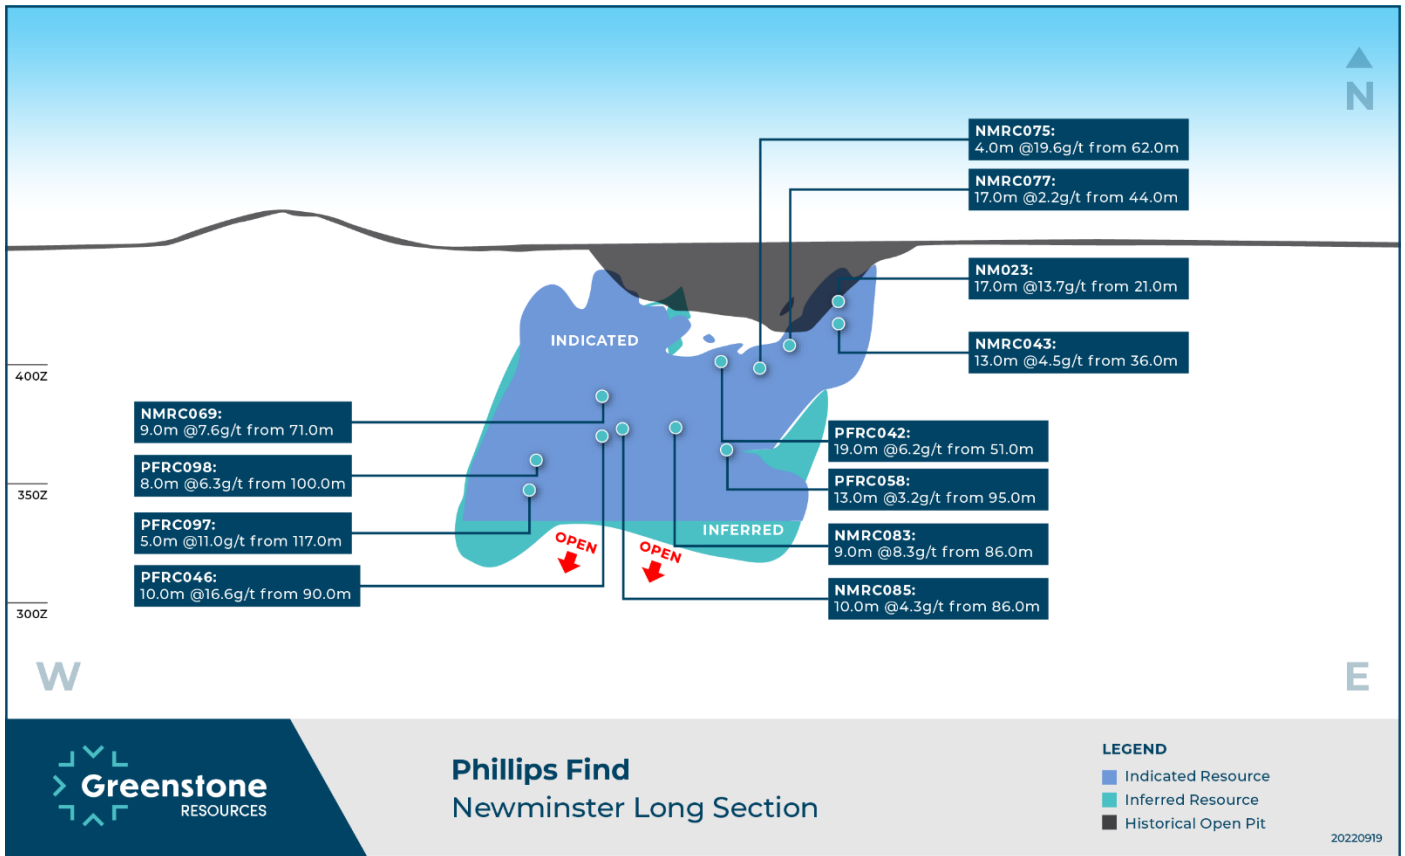 N
NMRC075:
4.0m @19.6g/t from 62.0m
NMRC077:
17.0m @2.2g/t from 44.0m
NM023:
17.0m @13.7g/t from 21.0m
NMRC043:
13.0m @4.5g/t from 36.0m
INDICATED
400Z
350Z
300Z
NMRC069:
9.0m @7.6g/t from 71.0m
PFRC098:
8.0m @6.3g/t from 100.0m
PFRC097:
5.0m @11.0g/t from 117.0m
PFRC046:
10.0m @16.6g/t from 90.0m
PFRC042:
19.0m @6.2g/t from 51.0m
PFRC058:
13.0m @3.2g/t from 95.0m
NMRC083:
9.0m @8.3g/t from 86.0m
NMRC085:
10.0m @4.3g/t from 86.0m
INFERRED
OPEN
OPEN
W
E
Greenstone
RESOURCES
Phillips Find
Newminster Long Section
LEGEND
Indicated Resource
Inferred Resource
Historical Open Pit
20220919